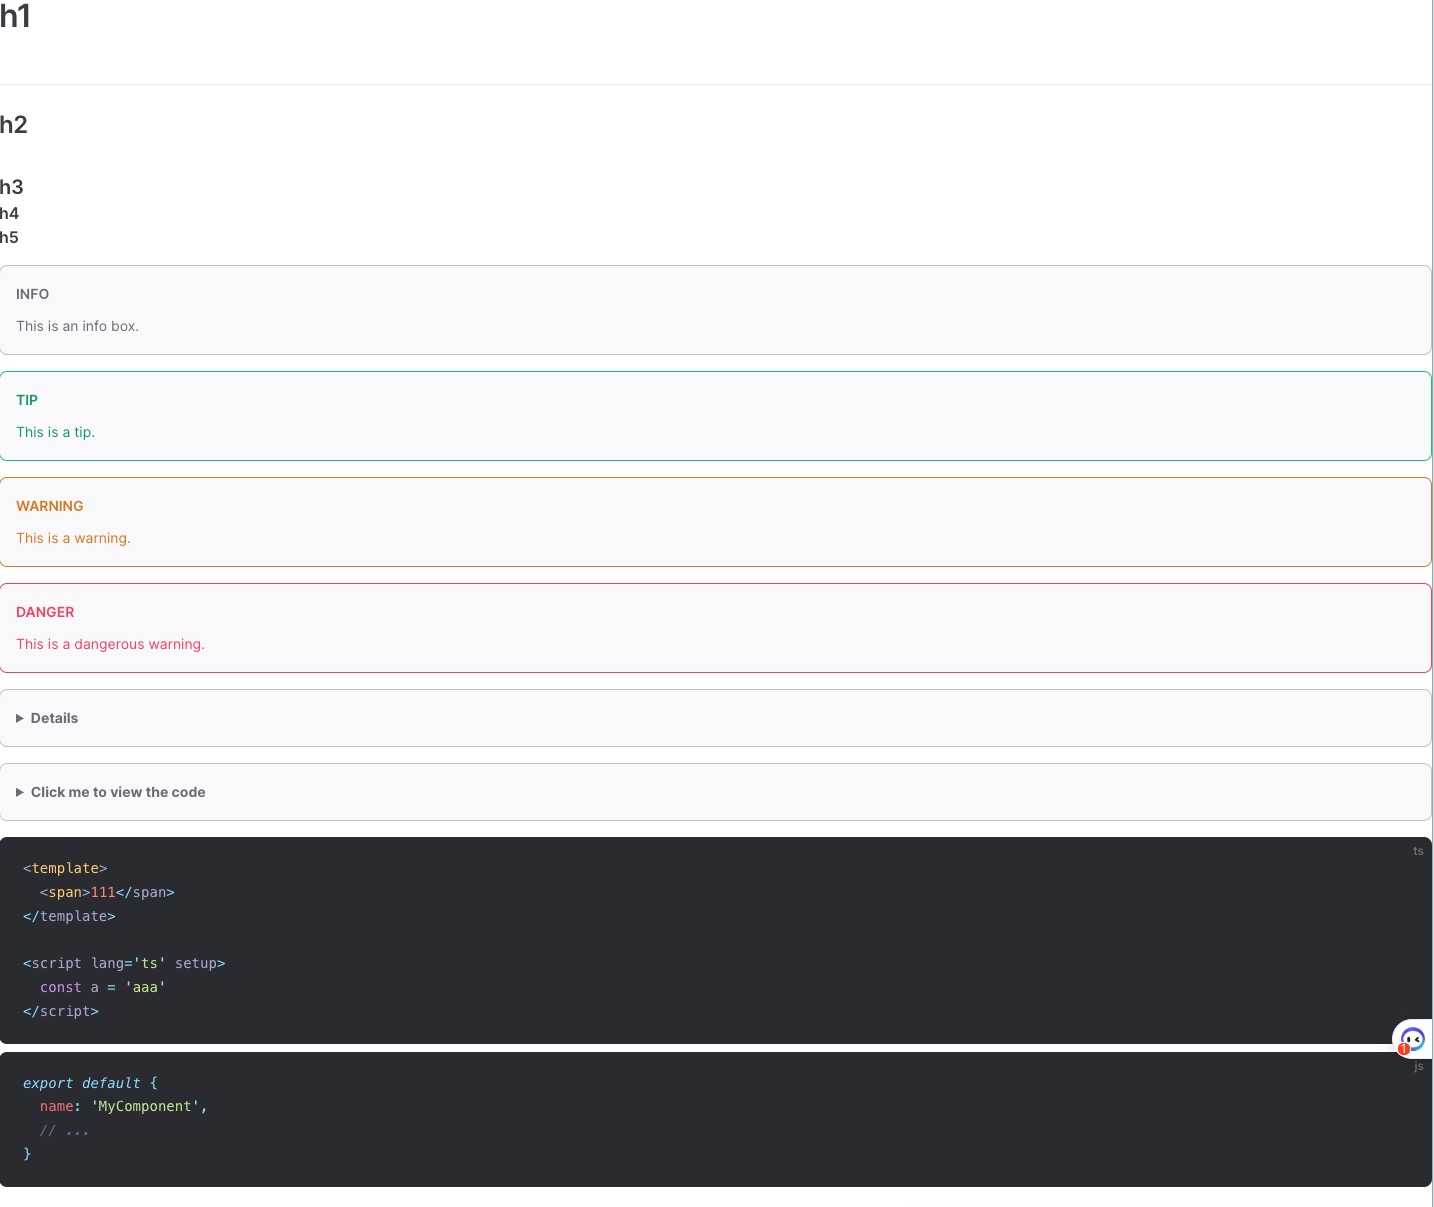 h1
h2
h3
h4
h5
INFO
This is an info box.
TIP
This is a tip.
WARNING
This is a warning.
DANGER
This is a dangerous warning.
Details
Click me to view the code
ts
<template>
  <span>111</span>
</template>
<script lang='ts' setup>
  const a = 'aaa'
</script>
1
js
export default {
  name: 'MyComponent',
  // ...
}